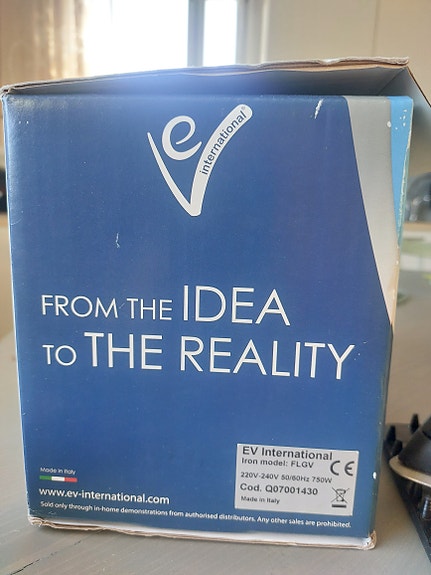 ev international®
FROM THE IDEA
TO THE REALITY
EV International
Iron model: FLGV
220V-240V 50/60Hz 750W
Cod. Q07001430
Made in Italy
CE
Made in Italy
www.ev-international.com
Sold only through in-home demonstrations from authorised distributors. Any other sales are prohibited.